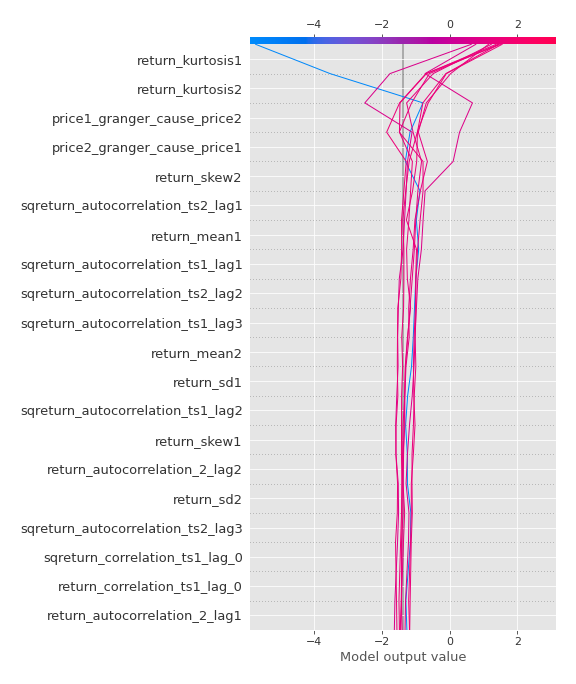 −4 −2 0 2
return_kurtosis1
return_kurtosis2
price1_granger_cause_price2
price2_granger_cause_price1
return_skew2
sqreturn_autocorrelation_ts2_lag1
return_mean1
sqreturn_autocorrelation_ts1_lag1
sqreturn_autocorrelation_ts2_lag2
sqreturn_autocorrelation_ts1_lag3
return_mean2
return_sd1
sqreturn_autocorrelation_ts1_lag2
return_skew1
return_autocorrelation_2_lag2
return_sd2
sqreturn_autocorrelation_ts2_lag3
sqreturn_correlation_ts1_lag_0
return_correlation_ts1_lag_0
return_autocorrelation_2_lag1
−4 −2 0 2
Model output value